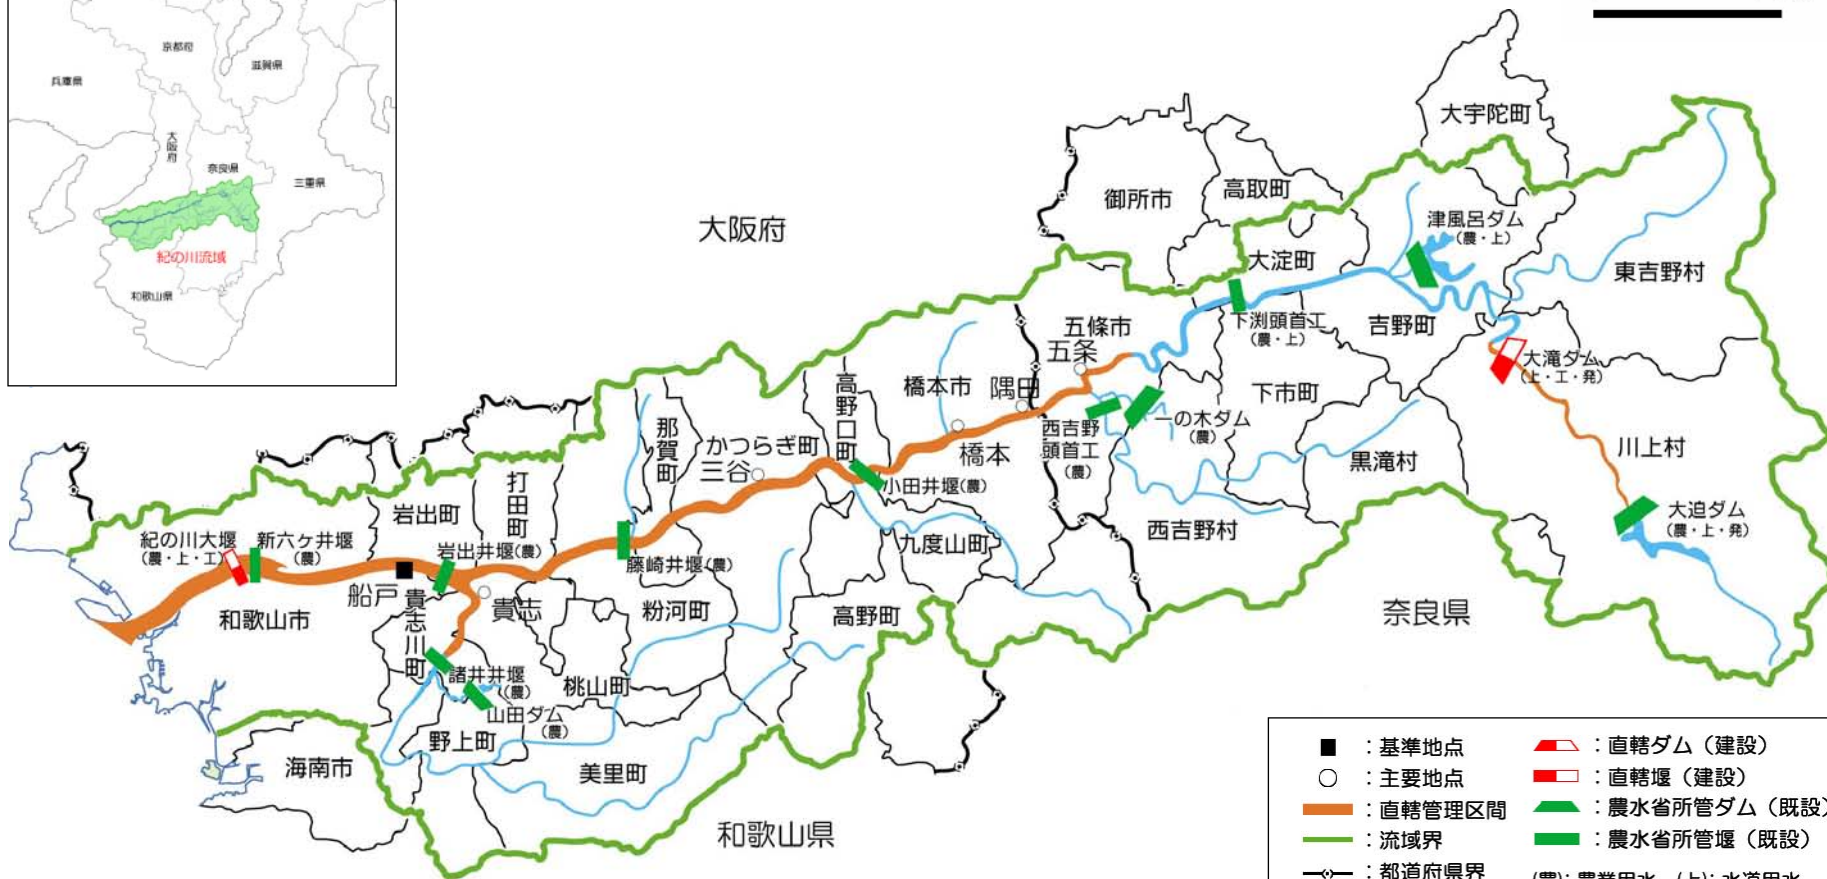 京都府
兵庫県
滋賀県
大阪府
奈良県
三重県
紀の川流域
和歌山県
大宇陀町
高取町
御所市
大阪府
津風呂ダム
(農・上)
大淀町
東吉野村
五條市
下渕頭首工
(農・上)
吉野町
五条
大滝ダム
(上・工・発)
高野口町
橋本市
隅田
下市町
一の木ダム
(農)
西吉野
頭首工
(農)
那賀町
かつらぎ町
三谷
橋本
黒滝村
川上村
打田町
岩出町
小田井堰(農)
大迫ダム
(農・上・発)
西吉野村
紀の川大堰
(農・上・工)
新六ヶ井堰
(農)
岩出井堰(農)
藤崎井堰(農)
九度山町
船戸
貴志川町
貴志
粉河町
高野町
奈良県
和歌山市
諸井井堰
(農)
桃山町
山田ダム
(農)
野上町
海南市
美里町
和歌山県
:基準地点
:直轄ダム(建設)
:主要地点
:直轄堰(建設)
:直轄管理区間
:農水省所管ダム(既設)
:流域界
:農水省所管堰(既設)
:都道府県界
(農):農業用水 (上):水道用水